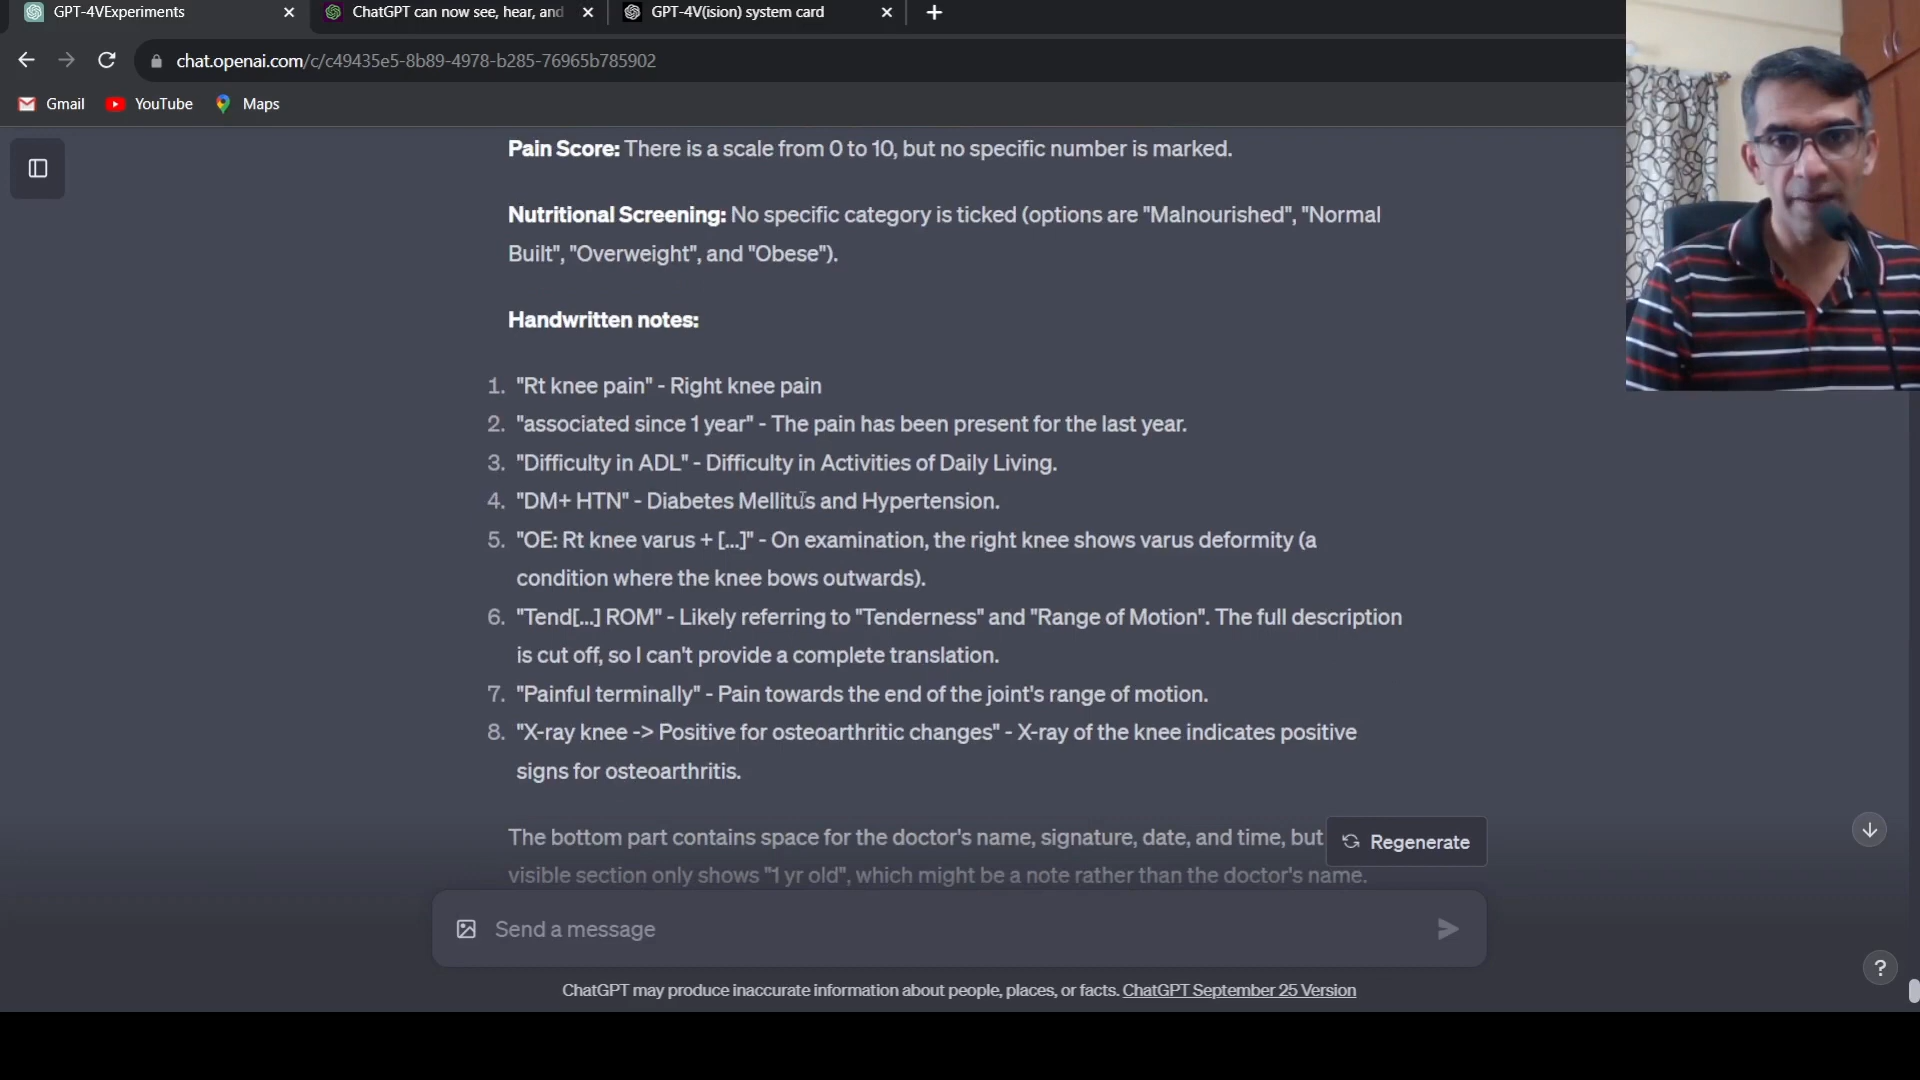 GPT-4VExperiments
ChatGPT can now see, hear, and
GPT-4V(ision) system card
chat.openai.com/c/c49435e5-8b89-4978-b285-76965b785902
Gmail YouTube Maps
Pain Score: There is a scale from 0 to 10, but no specific number is marked.
Nutritional Screening: No specific category is ticked (options are "Malnourished", "Normal
Built", "Overweight", and "Obese").
Handwritten notes:
1. "Rt knee pain" - Right knee pain
2. "associated since 1 year" - The pain has been present for the last year.
3. "Difficulty in ADL" - Difficulty in Activities of Daily Living.
4. "DM+ HTN" - Diabetes Mellitus and Hypertension.
5. "OE: Rt knee varus + [...]" - On examination, the right knee shows varus deformity (a
condition where the knee bows outwards).
6. "Tend[...] ROM" - Likely referring to "Tenderness" and "Range of Motion". The full description
is cut off, so I can't provide a complete translation.
7. "Painful terminally" - Pain towards the end of the joint's range of motion.
8. "X-ray knee -> Positive for osteoarthritic changes" - X-ray of the knee indicates positive
signs for osteoarthritis.
The bottom part contains space for the doctor's name, signature, date, and time, but
Regenerate
visible section only shows "1 yr old", which might be a note rather than the doctor's name.
Send a message
?
ChatGPT may produce inaccurate information about people, places, or facts. ChatGPT September 25 Version